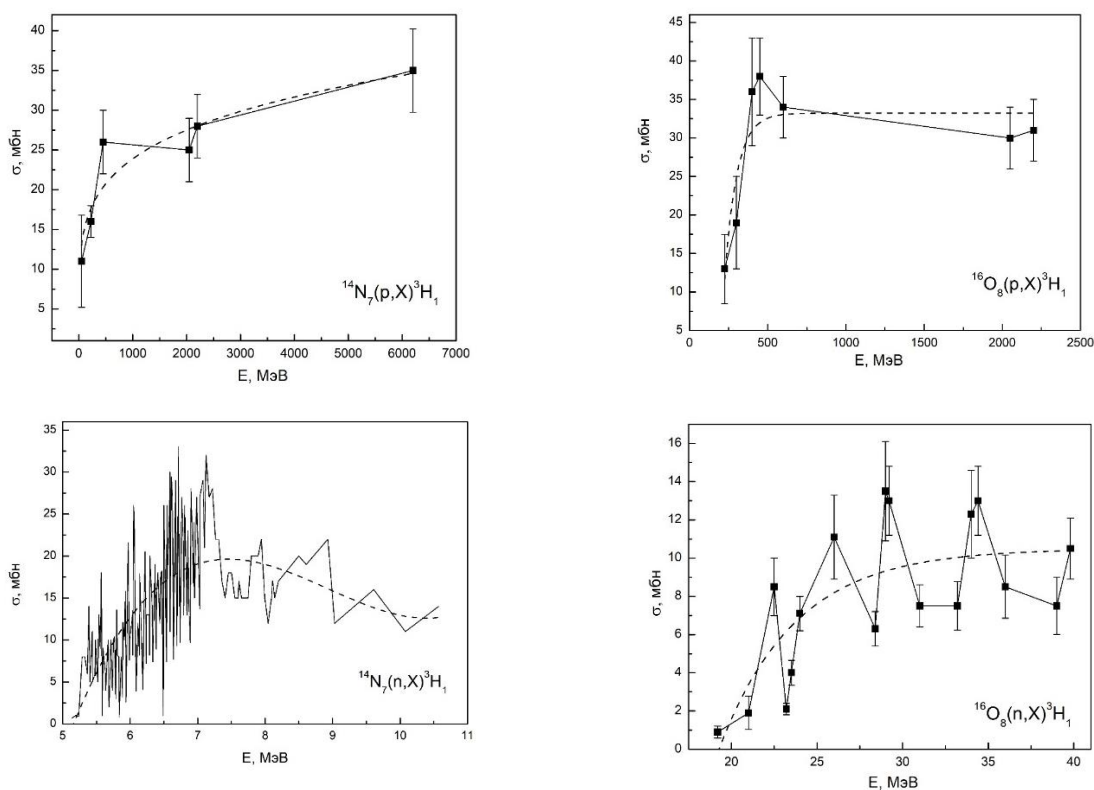 σ, мбн
40
35
30
25
20
15
10
5
0 1000 2000 3000 4000 5000 6000 7000
E, МэВ
¹⁴N₇(p,X)³H₁
σ, мбн
45
40
35
30
25
20
15
10
5
0 500 1000 1500 2000 2500
E, МэВ
¹⁶O₈(p,X)³H₁
σ, мбн
35
30
25
20
15
10
5
0
5 6 7 8 9 10 11
E, МэВ
¹⁴N₇(n,X)³H₁
σ, мбн
16
14
12
10
8
6
4
2
0
20 25 30 35 40
E, МэВ
¹⁶O₈(n,X)³H₁